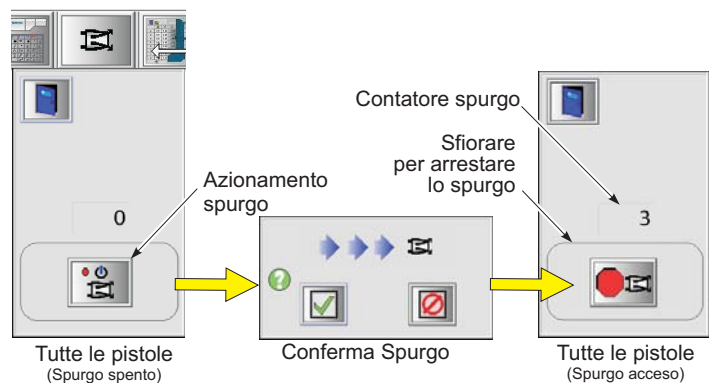 Contatore spurgo
Sfiorare
per arrestare
lo spurgo
Azionamento
spurgo
0
3
Tutte le pistole
(Spurgo spento)
Conferma Spurgo
Tutte le pistole
(Spurgo acceso)